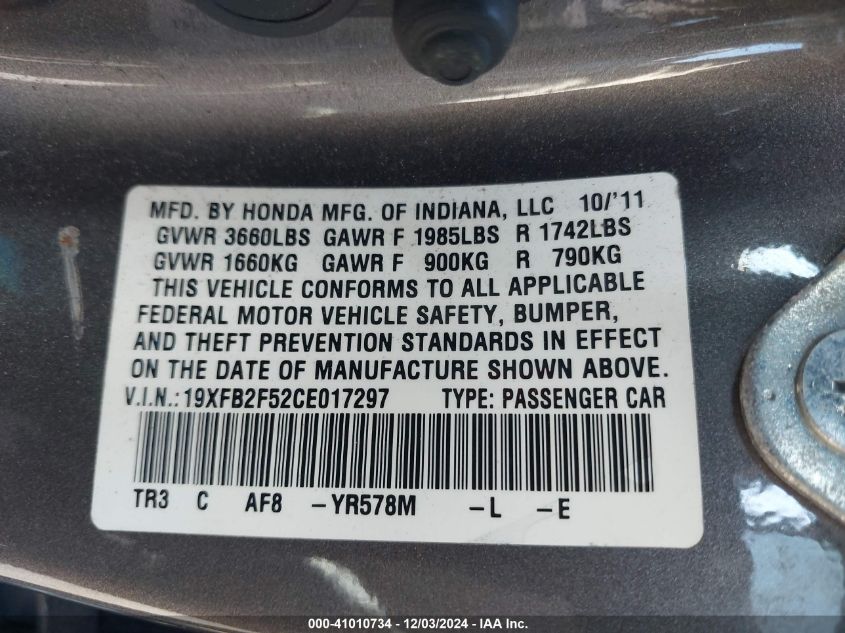 MFD. BY HONDA MFG. OF INDIANA, LLC 10/'11
GVWR 3660LBS GAWR F 1985LBS R 1742LBS
GVWR 1660KG GAWR F 900KG R 790KG
THIS VEHICLE CONFORMS TO ALL APPLICABLE
FEDERAL MOTOR VEHICLE SAFETY, BUMPER,
AND THEFT PREVENTION STANDARDS IN EFFECT
ON THE DATE OF MANUFACTURE SHOWN ABOVE.
V.I.N.:19XFB2F52CE017297 TYPE: PASSENGER CAR
TR3 C AF8 -YR578M -L -E
000-41010734 - 12/03/2024 - IAA Inc.